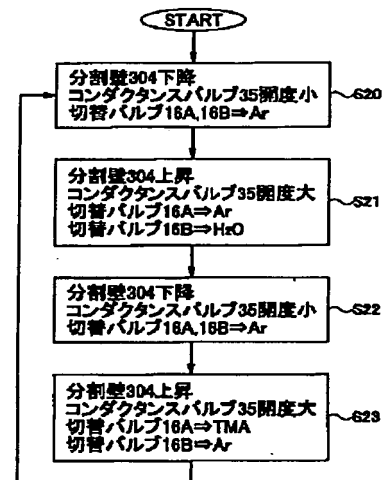 START
分割壁304下降
コンダクタンスバルブ35開度小
切替バルブ16A,16B⇒Ar
S20
分割壁304上昇
コンダクタンスバルブ35開度大
切替バルブ16A⇒Ar
切替バルブ16B⇒H₂O
S21
分割壁304下降
コンダクタンスバルブ35開度小
切替バルブ16A,16B⇒Ar
S22
分割壁304上昇
コンダクタンスバルブ35開度大
切替バルブ16A⇒TMA
切替バルブ16B⇒Ar
S23